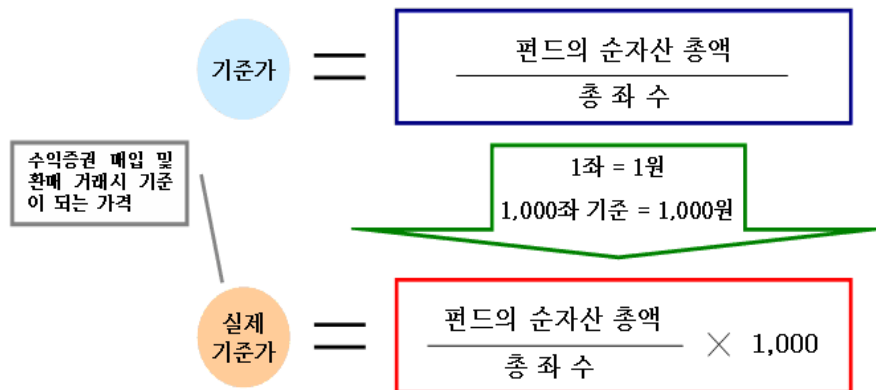 기준가
=
펀드의 순자산 총액
총 좌 수
수익증권 매입 및
환매 거래시 기준
이 되는 가격
1좌 = 1원
1,000좌 기준 = 1,000원
실제
기준가
=
펀드의 순자산 총액
총 좌 수
× 1,000